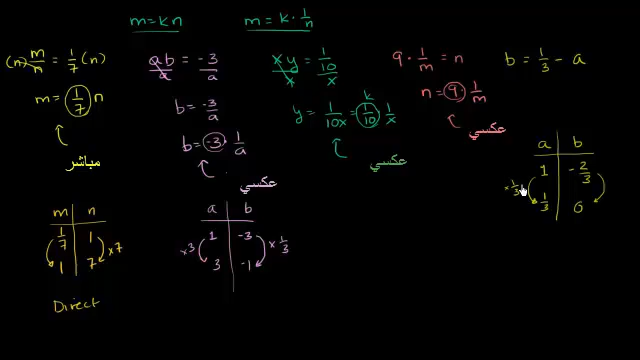 m = kn
m = k · 1/n
(n) m/n = 1/7 (n)
m = 1/7 n
مباشر
m n
1/7 1
1 7
×7
Direct
ab/a = -3/a
b = -3/a
b = -3 · 1/a
عكسي
a b
1 -3
3 -1
×3
× 1/3
xy/x = 1/10/x
y = 1/10x = 1/10 1/x
k
عكسي
9 · 1/m = n
n = 9 · 1/m
عكسي
b = 1/3 - a
a b
1 -2/3
1/3 0
× 1/3